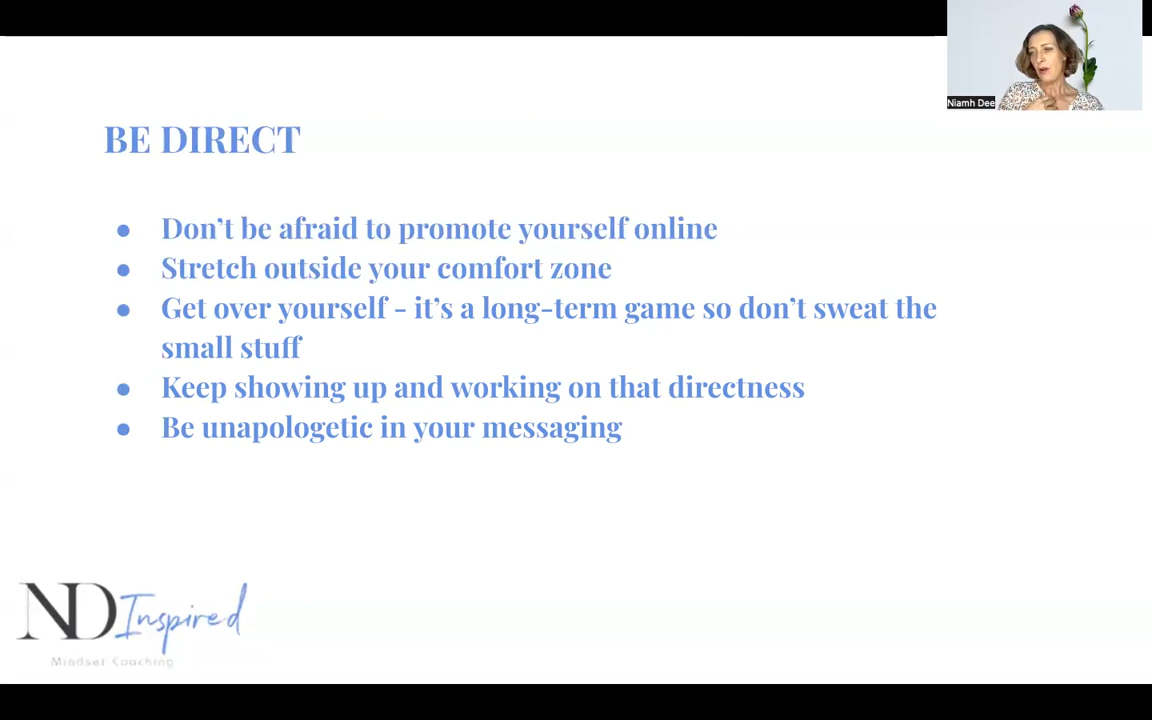 Niamh Dee
BE DIRECT
● Don’t be afraid to promote yourself online
● Stretch outside your comfort zone
● Get over yourself - it’s a long-term game so don’t sweat the
small stuff
● Keep showing up and working on that directness
● Be unapologetic in your messaging
ND Inspired
Mindset Coaching